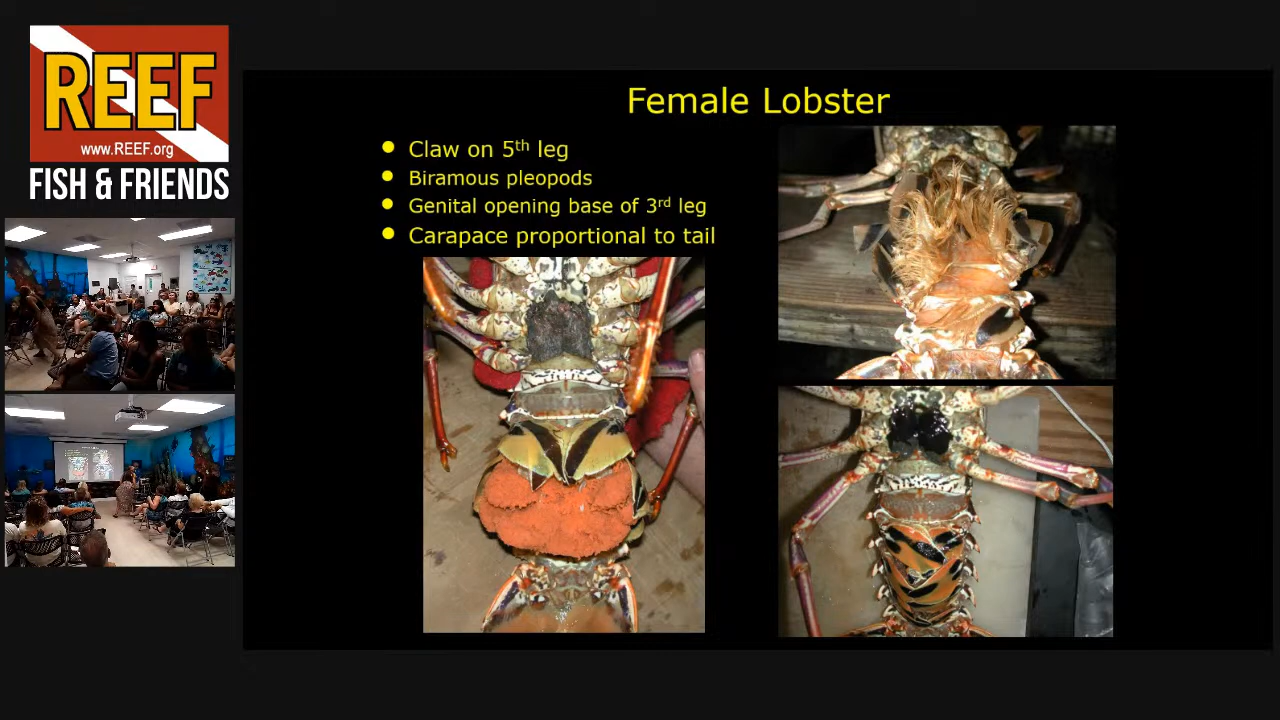 REEF
www.REEF.org
FISH & FRIENDS
Female Lobster
Claw on 5th leg
Biramous pleopods
Genital opening base of 3rd leg
Carapace proportional to tail